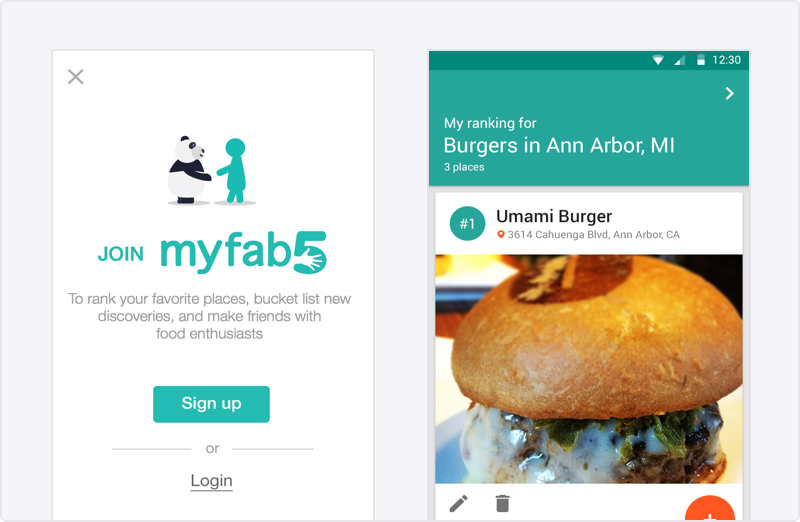 JOIN myfab5
To rank your favorite places, bucket list new
discoveries, and make friends with
food enthusiasts
Sign up
or
Login
12:30
My ranking for
Burgers in Ann Arbor, MI
3 places
#1
Umami Burger
3614 Cahuenga Blvd, Ann Arbor, CA